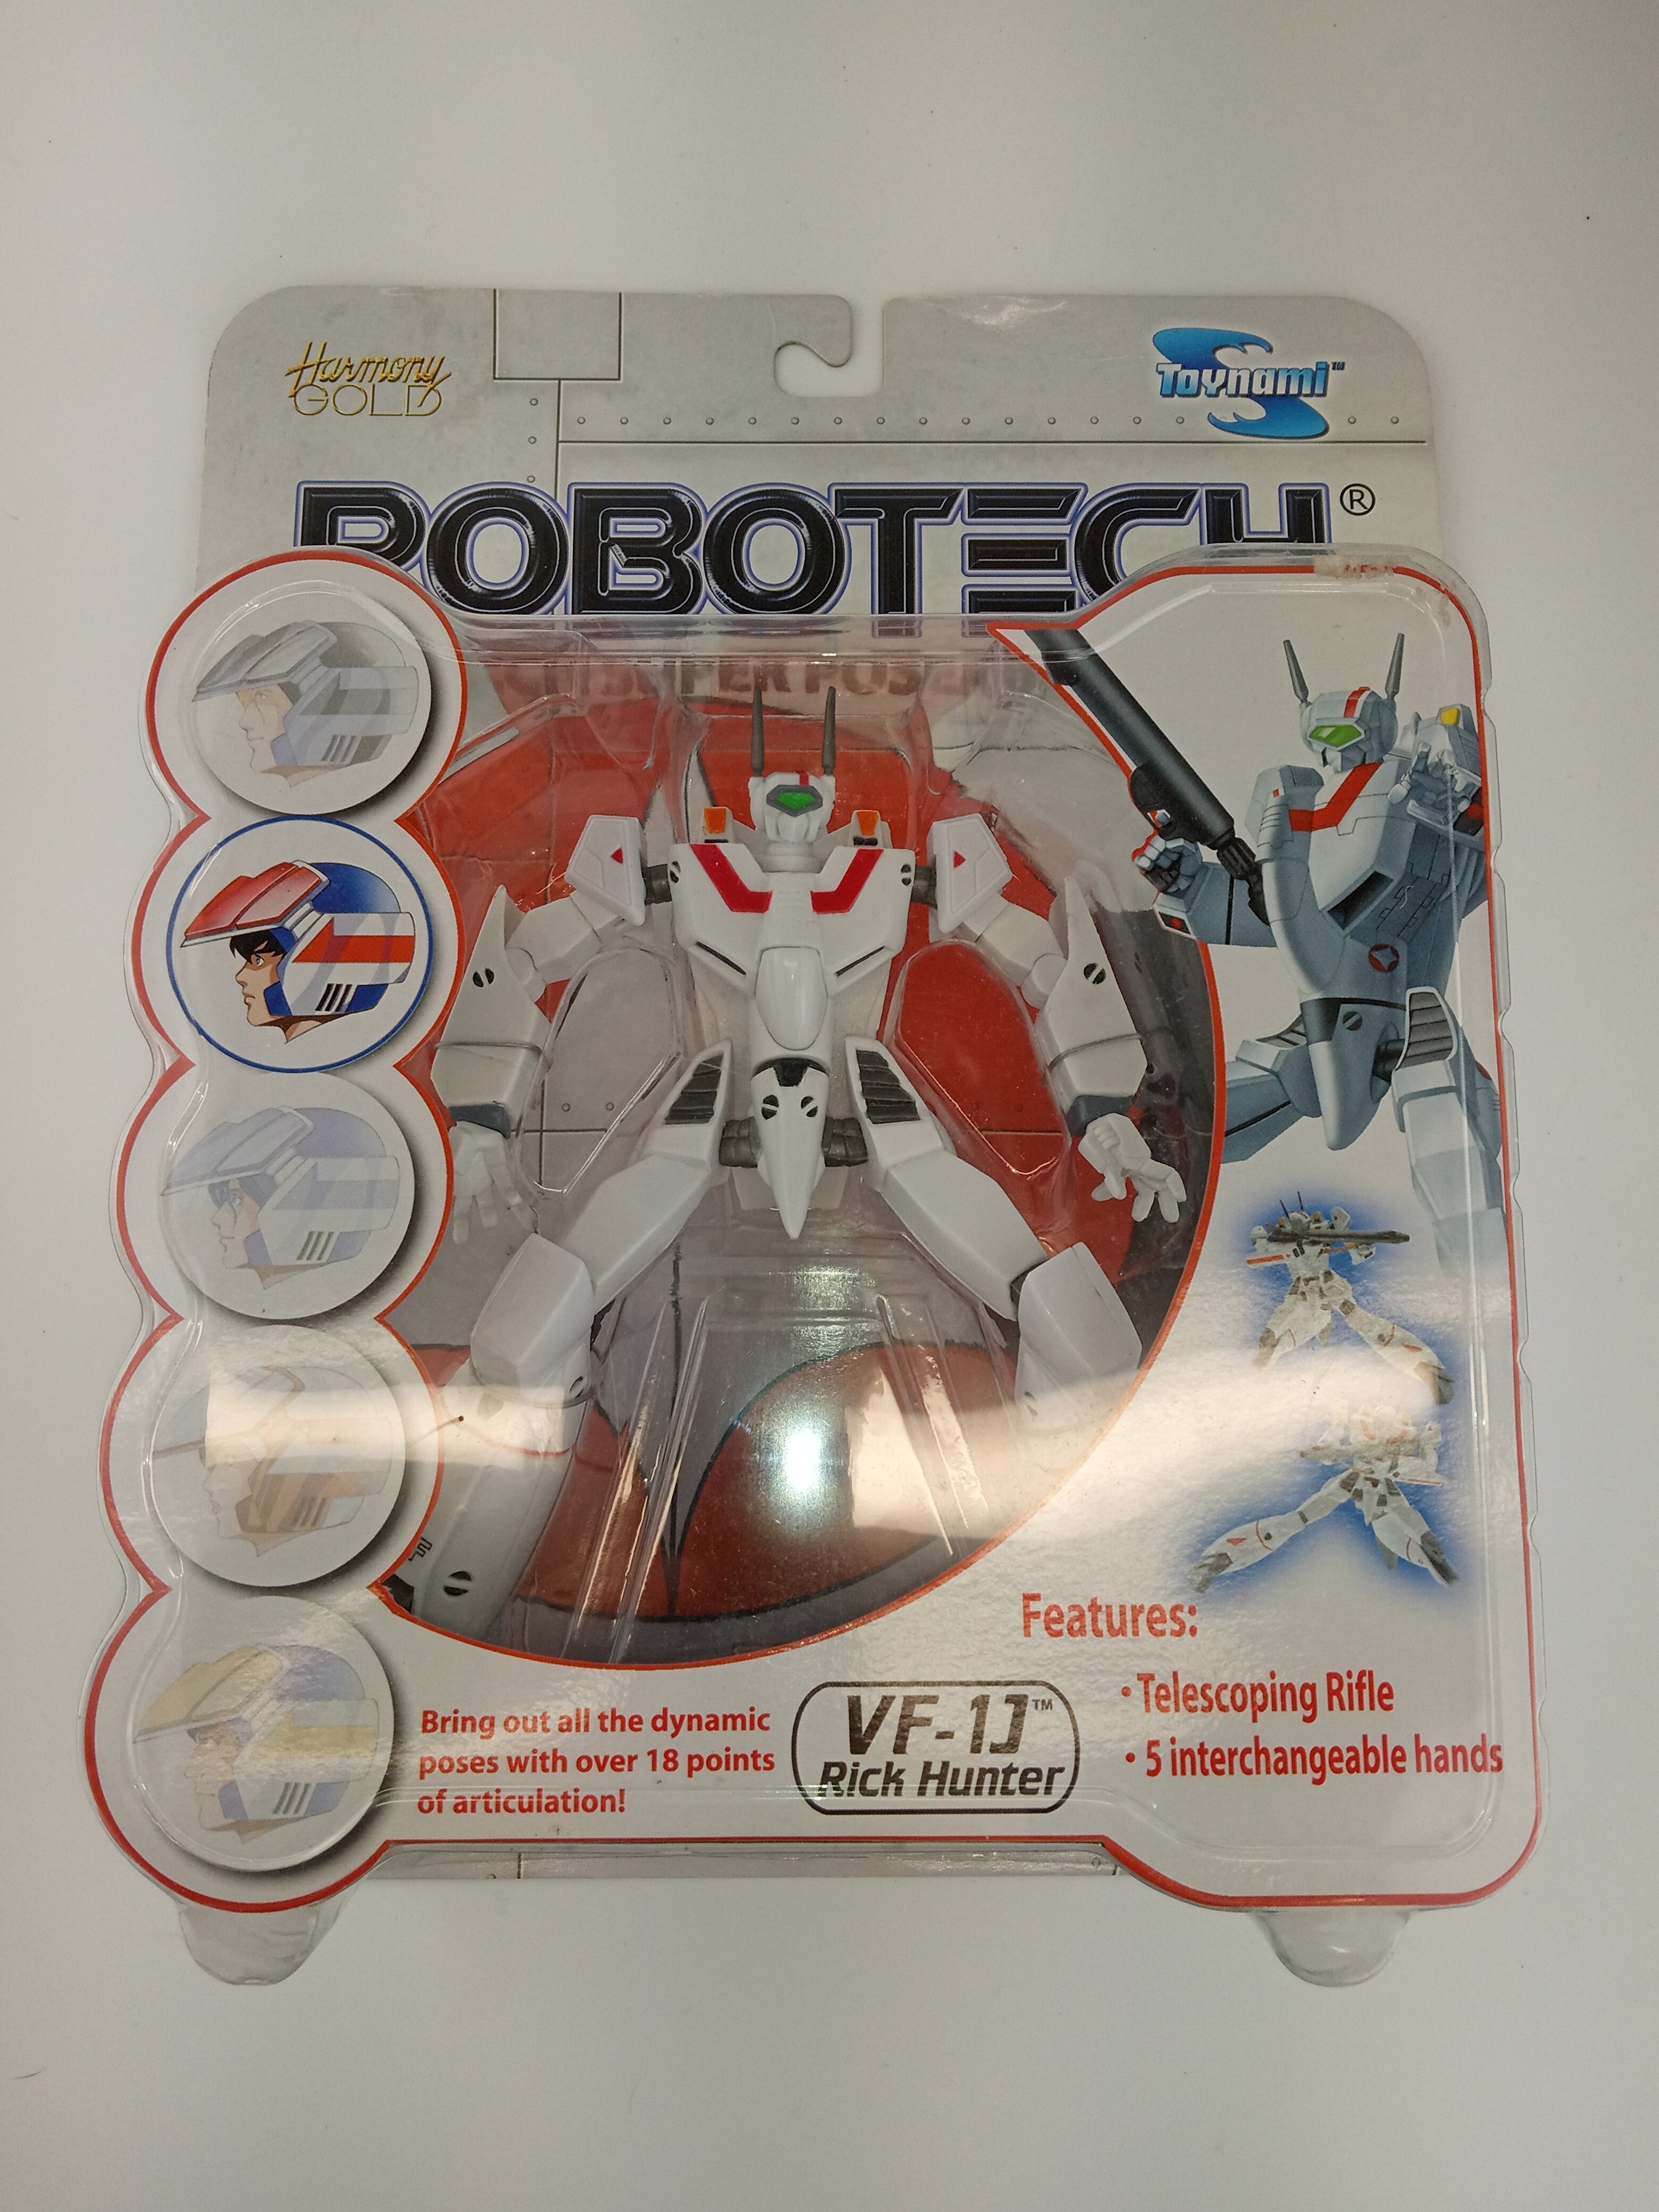 Harmony
GOLD
Toynami™
ROBOTECH®
Bring out all the dynamic
poses with over 18 points
of articulation!
VF-1J™
Rick Hunter
Features:
• Telescoping Rifle
• 5 interchangeable hands